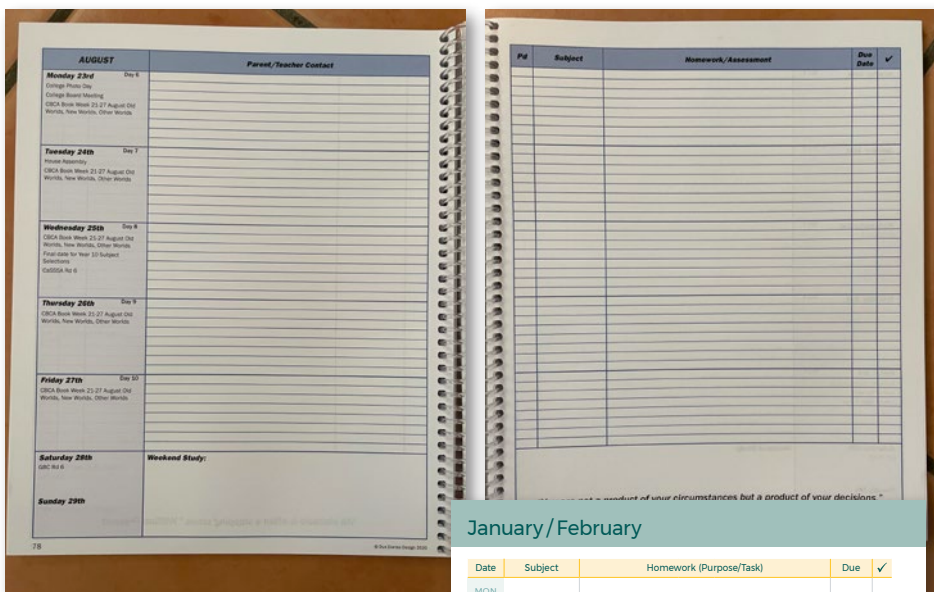 AUGUST
Parent/Teacher Contact
Monday 23rd Day 6
College Photo Day
College Board Meeting
CBCA Book Week 21-27 August Old
Worlds, New Worlds, Other Worlds
Tuesday 24th Day 7
House Assembly
CBCA Book Week 21-27 August Old
Worlds, New Worlds, Other Worlds
Wednesday 25th Day 8
CBCA Book Week 21-27 August Old
Worlds, New Worlds, Other Worlds
Final date for Year 10 Subject
Selections
CaSSSA Rd 6
Thursday 26th Day 9
CBCA Book Week 21-27 August Old
Worlds, New Worlds, Other Worlds
Friday 27th Day 10
CBCA Book Week 21-27 August Old
Worlds, New Worlds, Other Worlds
Saturday 28th
GBC Rd 6
Weekend Study:
Sunday 29th
78
Pd Subject Homework/Assessment Due Date ✓
not a product of your circumstances but a product of your decisions."
January/February
Date Subject Homework (Purpose/Task) Due ✓
MON